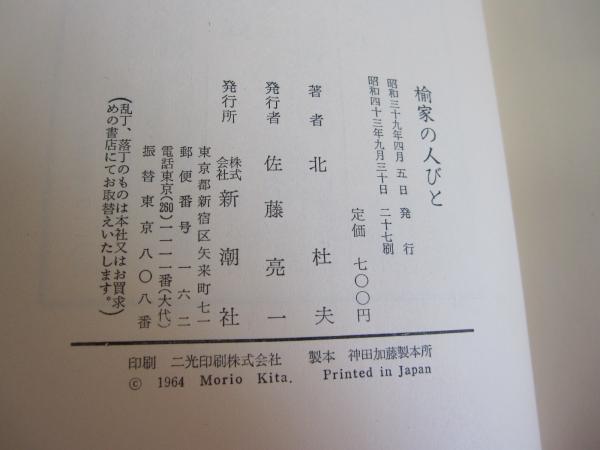 楡家の人びと
昭和三十九年四月五日 発行
昭和四十三年九月三十日 二十七刷
定価 七〇〇円
著者 北杜夫
発行者 佐藤亮一
発行所 株式会社 新潮社
東京都新宿区矢来町七一
郵便番号 一六二
電話東京(260)一一一一番(大代)
振替東京八〇八番
(乱丁、落丁のものは本社又はお買求
めの書店にてお取替えいたします。)
印刷 二光印刷株式会社 製本 神田加藤製本所
© 1964 Morio Kita. Printed in Japan